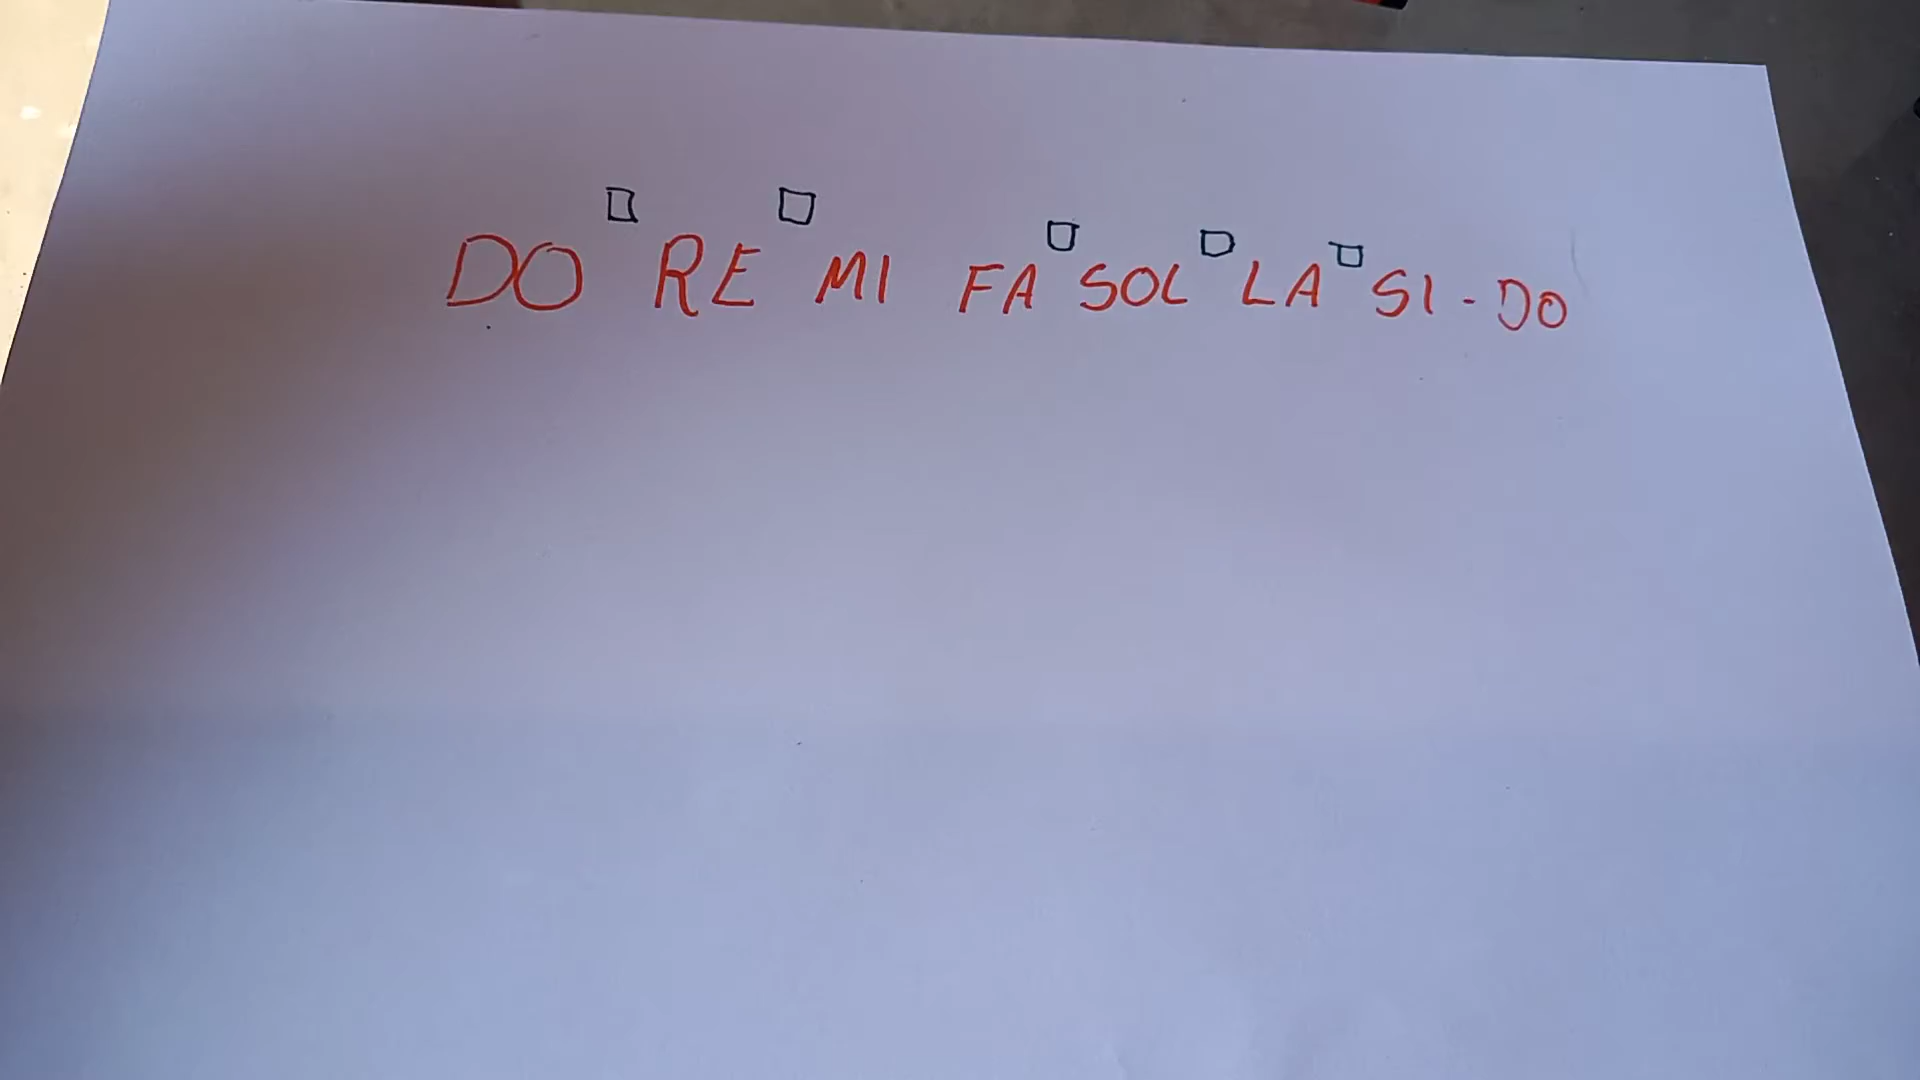 DO RE MI FA SOL LA SI - DO